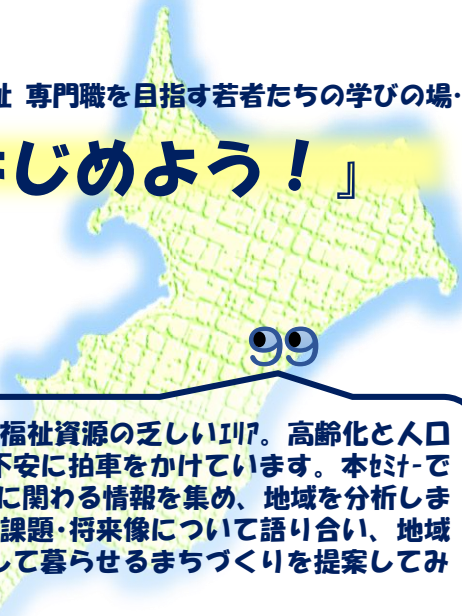 祉 専門職を目指す若者たちの学びの場・
はじめよう！』
福祉資源の乏しいｴﾘｱ。高齢化と人口
不安に拍車をかけています。本ｾﾐﾅｰで
に関わる情報を集め、地域を分析しま
課題･将来像について語り合い、地域
して暮らせるまちづくりを提案してみ